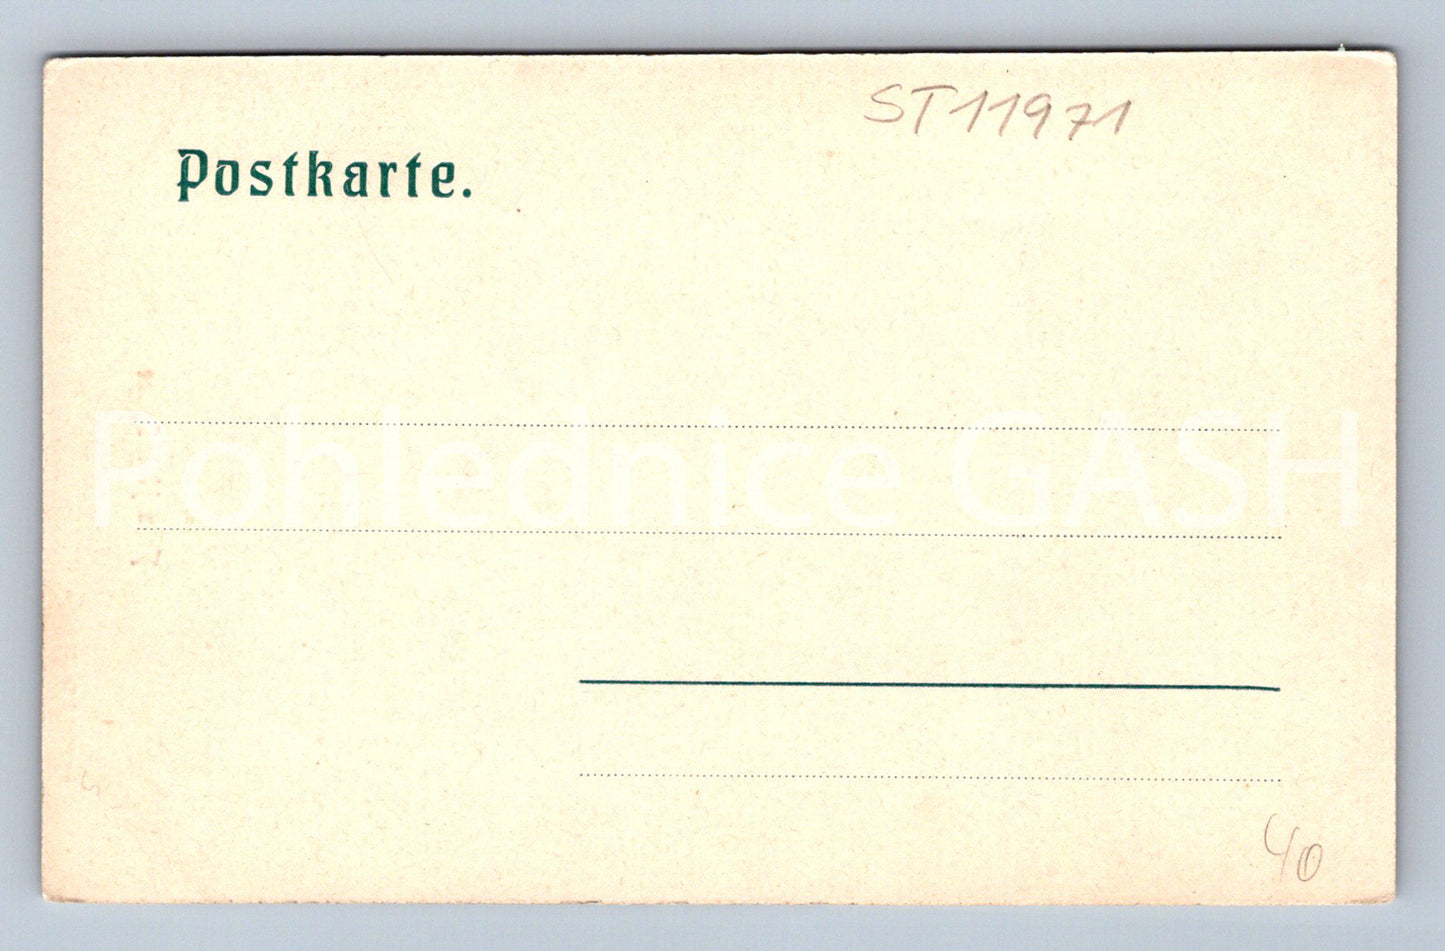 ST11971
Postkarte.
Pohlednice GASH
40